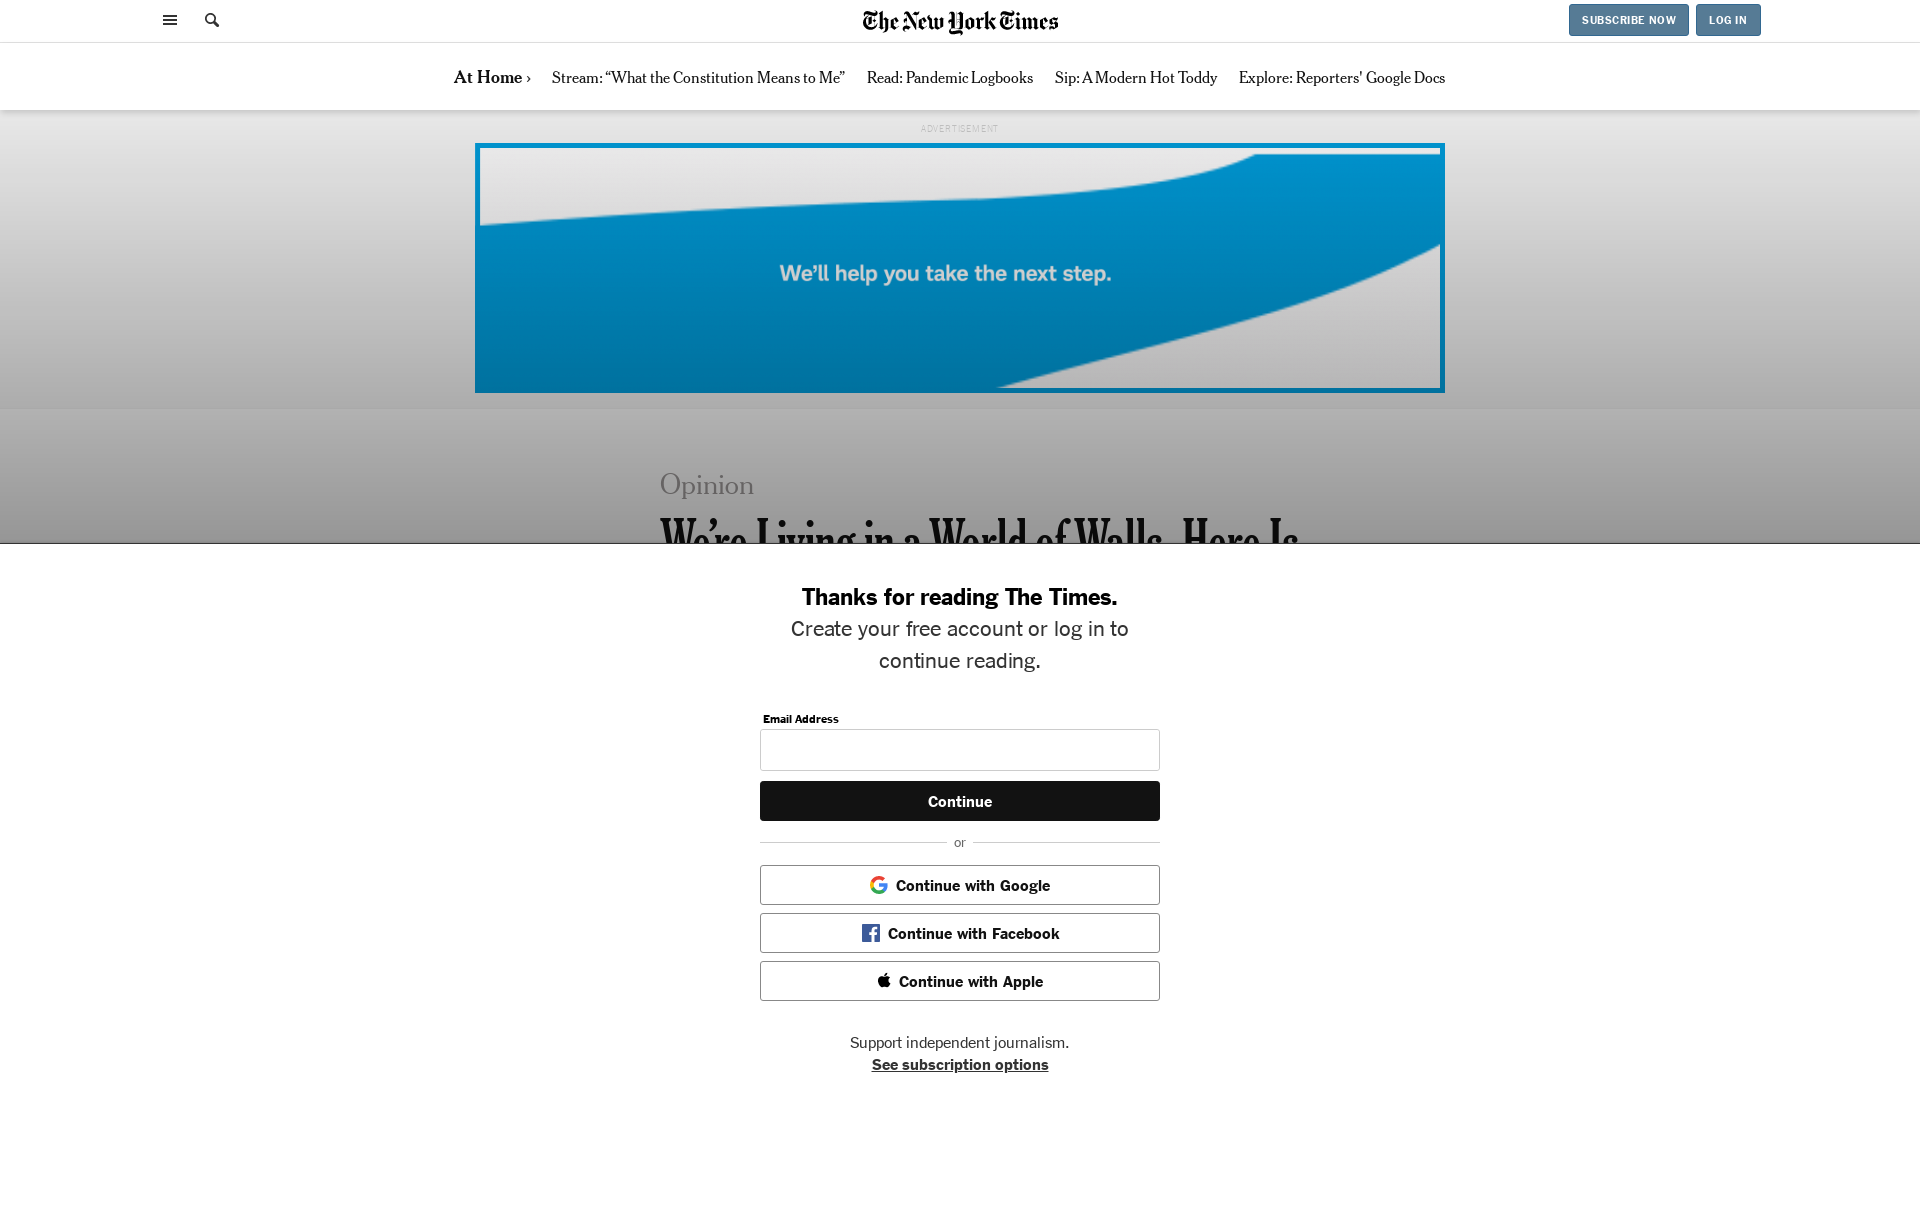 The New York Times
SUBSCRIBE NOW
LOG IN
At Home ›
Stream: “What the Constitution Means to Me”
Read: Pandemic Logbooks
Sip: A Modern Hot Toddy
Explore: Reporters' Google Docs
ADVERTISEMENT
We’ll help you take the next step.
Opinion
We’re Living in a World of Walls. Here Is
Thanks for reading The Times.
Create your free account or log in to
continue reading.
Email Address
Continue
or
Continue with Google
Continue with Facebook
Continue with Apple
Support independent journalism.
See subscription options